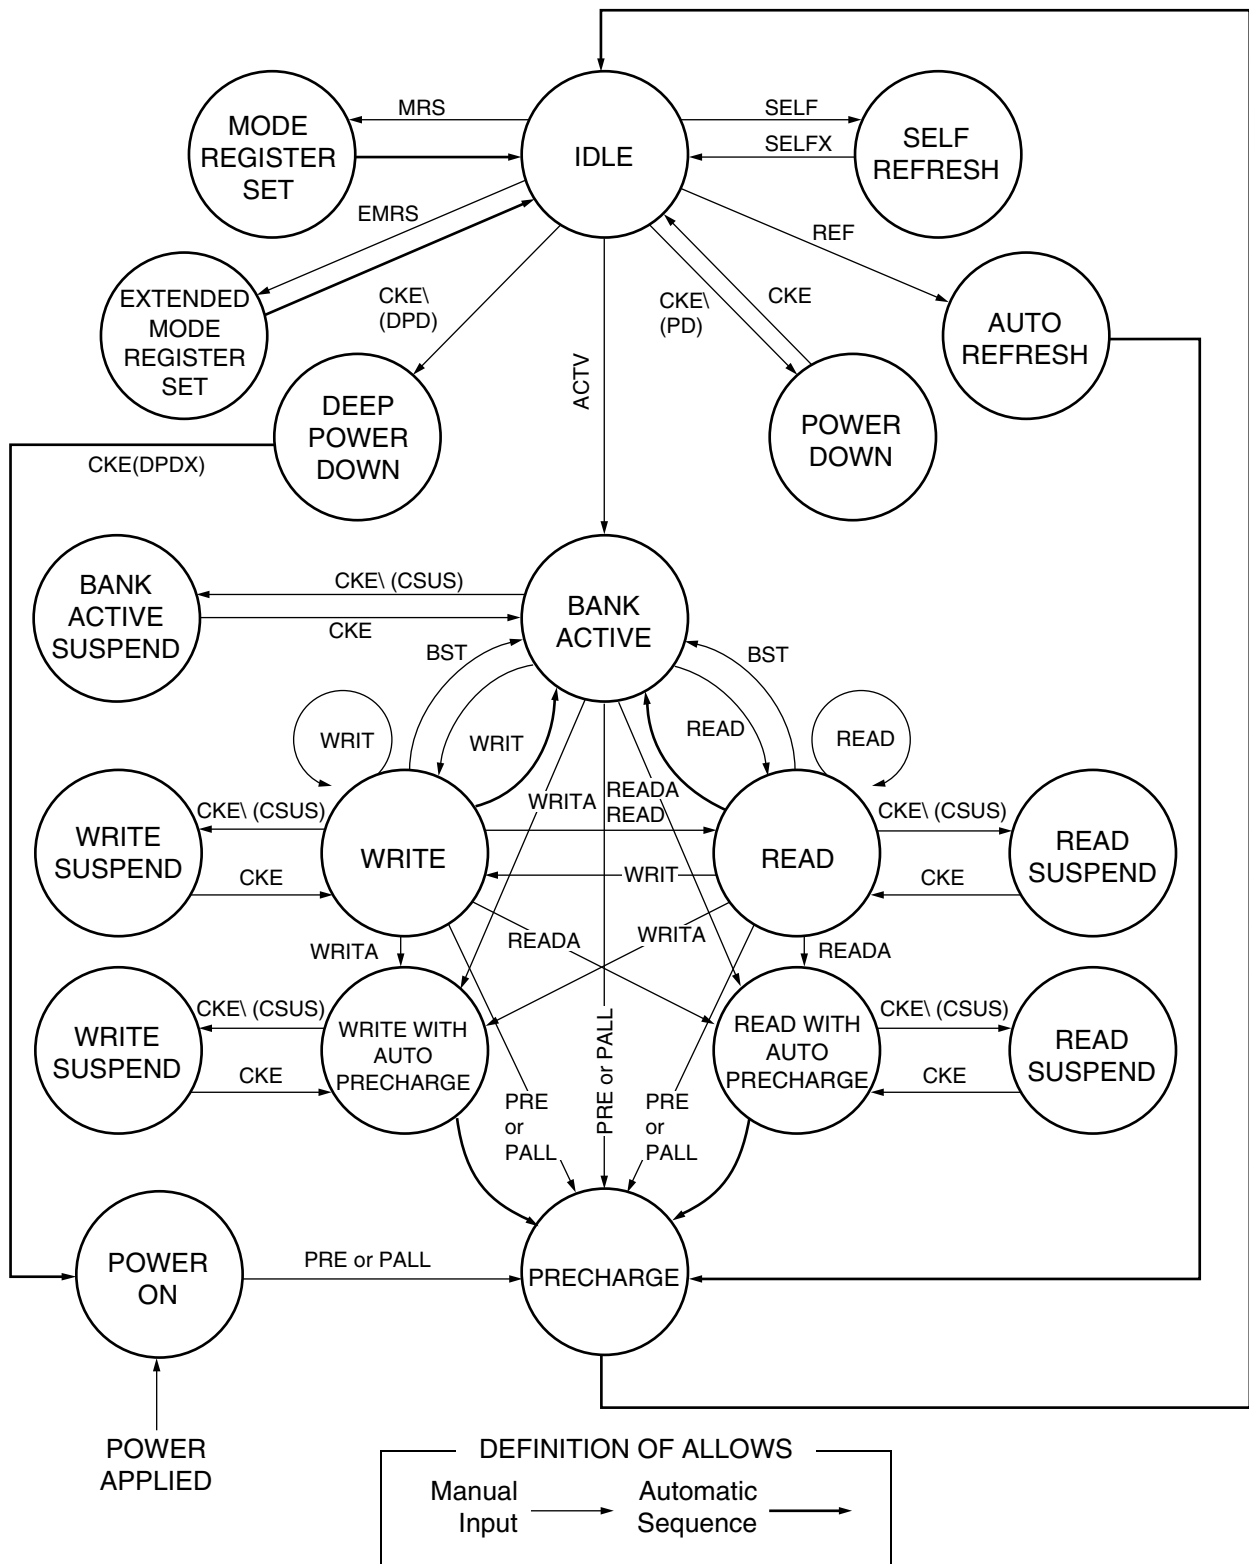 MRS
SELF
MODE
REGISTER
SET
IDLE
SELFX
SELF
REFRESH
EMRS
REF
EXTENDED
MODE
REGISTER
SET
CKE\
(DPD)
CKE\
(PD)
CKE
AUTO
REFRESH
ACTV
DEEP
POWER
DOWN
POWER
DOWN
CKE(DPDX)
BANK
ACTIVE
SUSPEND
CKE\ (CSUS)
CKE
BANK
ACTIVE
BST
BST
WRIT
WRIT
READ
READ
WRITA
READA
READ
WRITE
SUSPEND
CKE\ (CSUS)
CKE
WRITE
WRIT
READ
CKE\ (CSUS)
CKE
READ
SUSPEND
WRITA
READA
WRITA
READA
WRITE
SUSPEND
CKE\ (CSUS)
CKE
WRITE WITH
AUTO
PRECHARGE
READ WITH
AUTO
PRECHARGE
CKE\ (CSUS)
CKE
READ
SUSPEND
PRE
or
PALL
PRE or PALL
PRE
or
PALL
POWER
ON
PRE or PALL
PRECHARGE
POWER
APPLIED
DEFINITION OF ALLOWS
Manual
Input
Automatic
Sequence